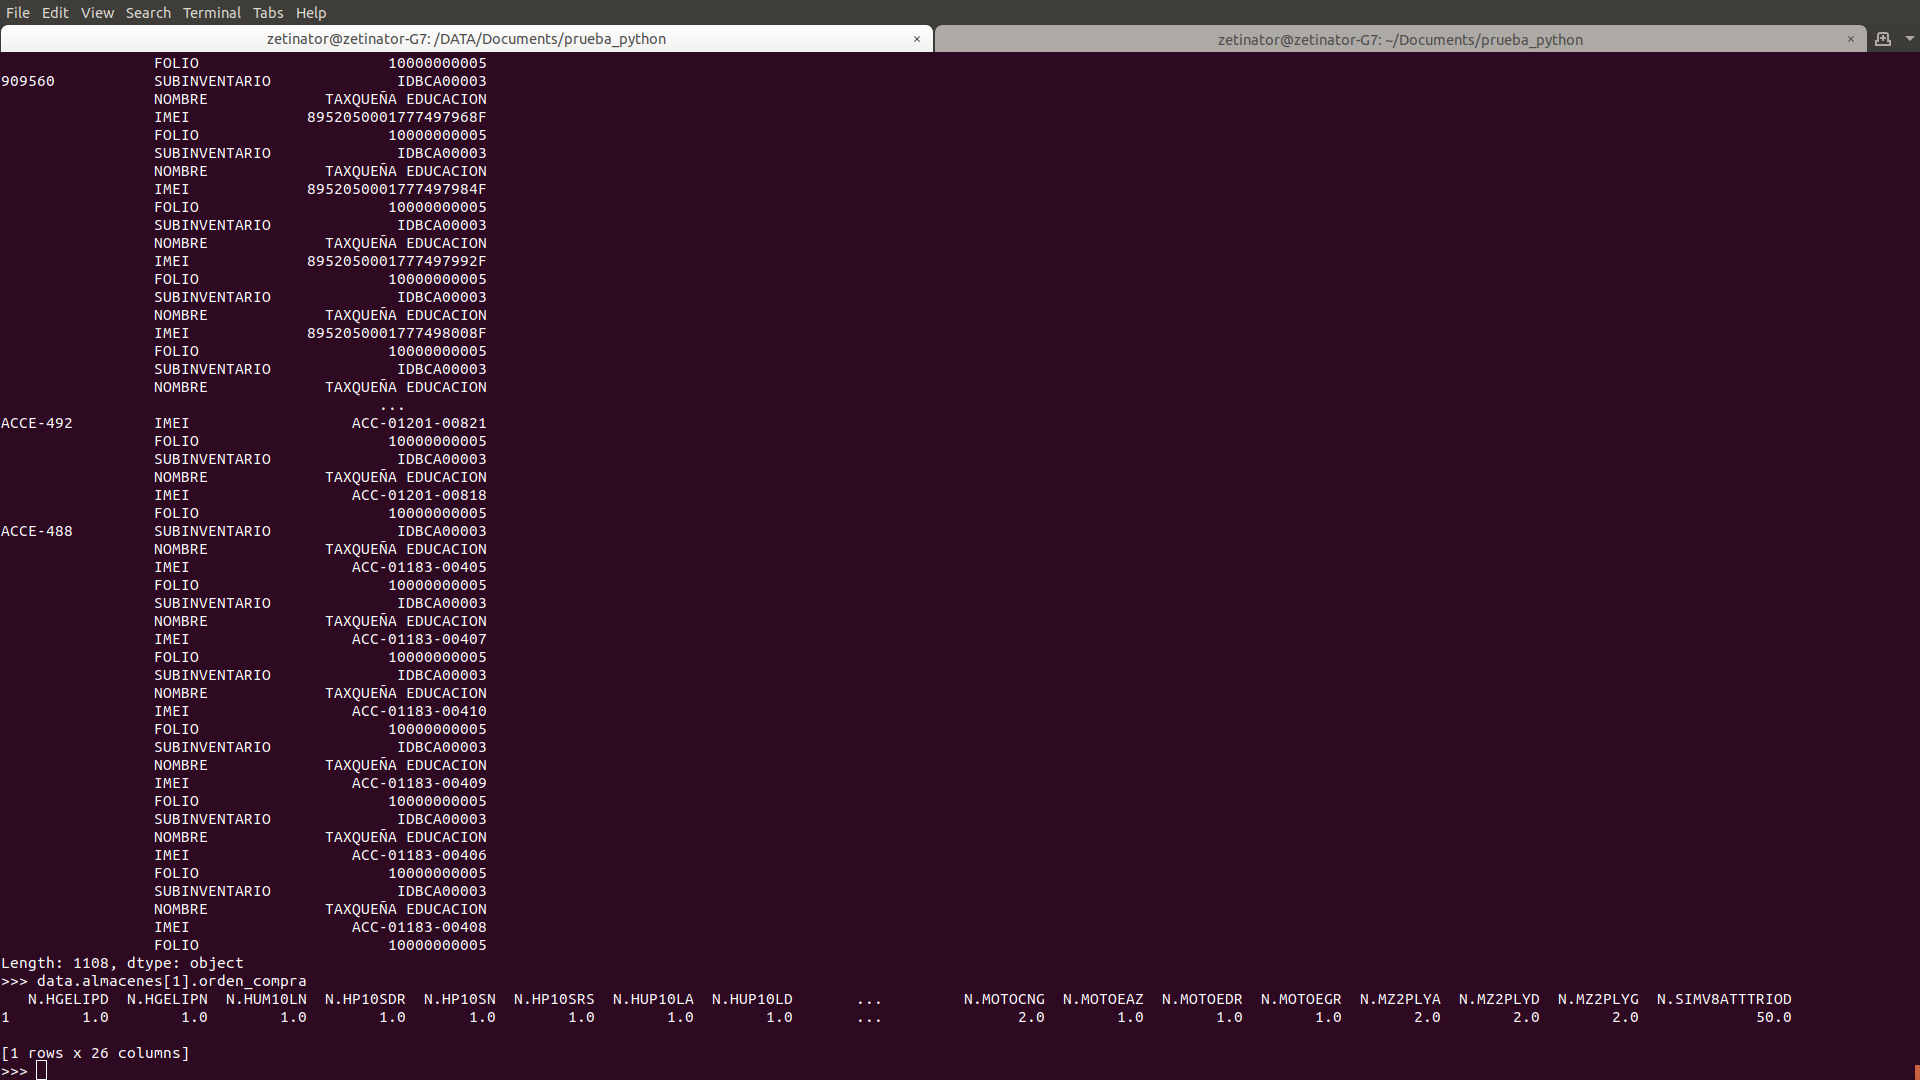 File Edit View Search Terminal Tabs Help
zetinator@zetinator-G7: /DATA/Documents/prueba_python × zetinator@zetinator-G7: ~/Documents/prueba_python ×
FOLIO 10000000005
909560 SUBINVENTARIO IDBCA00003
NOMBRE TAXQUEÑA EDUCACION
IMEI 8952050001777497968F
FOLIO 10000000005
SUBINVENTARIO IDBCA00003
NOMBRE TAXQUEÑA EDUCACION
IMEI 8952050001777497984F
FOLIO 10000000005
SUBINVENTARIO IDBCA00003
NOMBRE TAXQUEÑA EDUCACION
IMEI 8952050001777497992F
FOLIO 10000000005
SUBINVENTARIO IDBCA00003
NOMBRE TAXQUEÑA EDUCACION
IMEI 8952050001777498008F
FOLIO 10000000005
SUBINVENTARIO IDBCA00003
NOMBRE TAXQUEÑA EDUCACION
...
ACCE-492 IMEI ACC-01201-00821
FOLIO 10000000005
SUBINVENTARIO IDBCA00003
NOMBRE TAXQUEÑA EDUCACION
IMEI ACC-01201-00818
FOLIO 10000000005
ACCE-488 SUBINVENTARIO IDBCA00003
NOMBRE TAXQUEÑA EDUCACION
IMEI ACC-01183-00405
FOLIO 10000000005
SUBINVENTARIO IDBCA00003
NOMBRE TAXQUEÑA EDUCACION
IMEI ACC-01183-00407
FOLIO 10000000005
SUBINVENTARIO IDBCA00003
NOMBRE TAXQUEÑA EDUCACION
IMEI ACC-01183-00410
FOLIO 10000000005
SUBINVENTARIO IDBCA00003
NOMBRE TAXQUEÑA EDUCACION
IMEI ACC-01183-00409
FOLIO 10000000005
SUBINVENTARIO IDBCA00003
NOMBRE TAXQUEÑA EDUCACION
IMEI ACC-01183-00406
FOLIO 10000000005
SUBINVENTARIO IDBCA00003
NOMBRE TAXQUEÑA EDUCACION
IMEI ACC-01183-00408
FOLIO 10000000005
Length: 1108, dtype: object
>>> data.almacenes[1].orden_compra
N.HGELIPD N.HGELIPN N.HUM10LN N.HP10SDR N.HP10SN N.HP10SRS N.HUP10LA N.HUP10LD ... N.MOTOCNG N.MOTOEAZ N.MOTOEDR N.MOTOEGR N.MZ2PLYA N.MZ2PLYD N.MZ2PLYG N.SIMV8ATTTRIOD
1 1.0 1.0 1.0 1.0 1.0 1.0 1.0 1.0 ... 2.0 1.0 1.0 1.0 2.0 2.0 2.0 50.0
[1 rows x 26 columns]
>>>